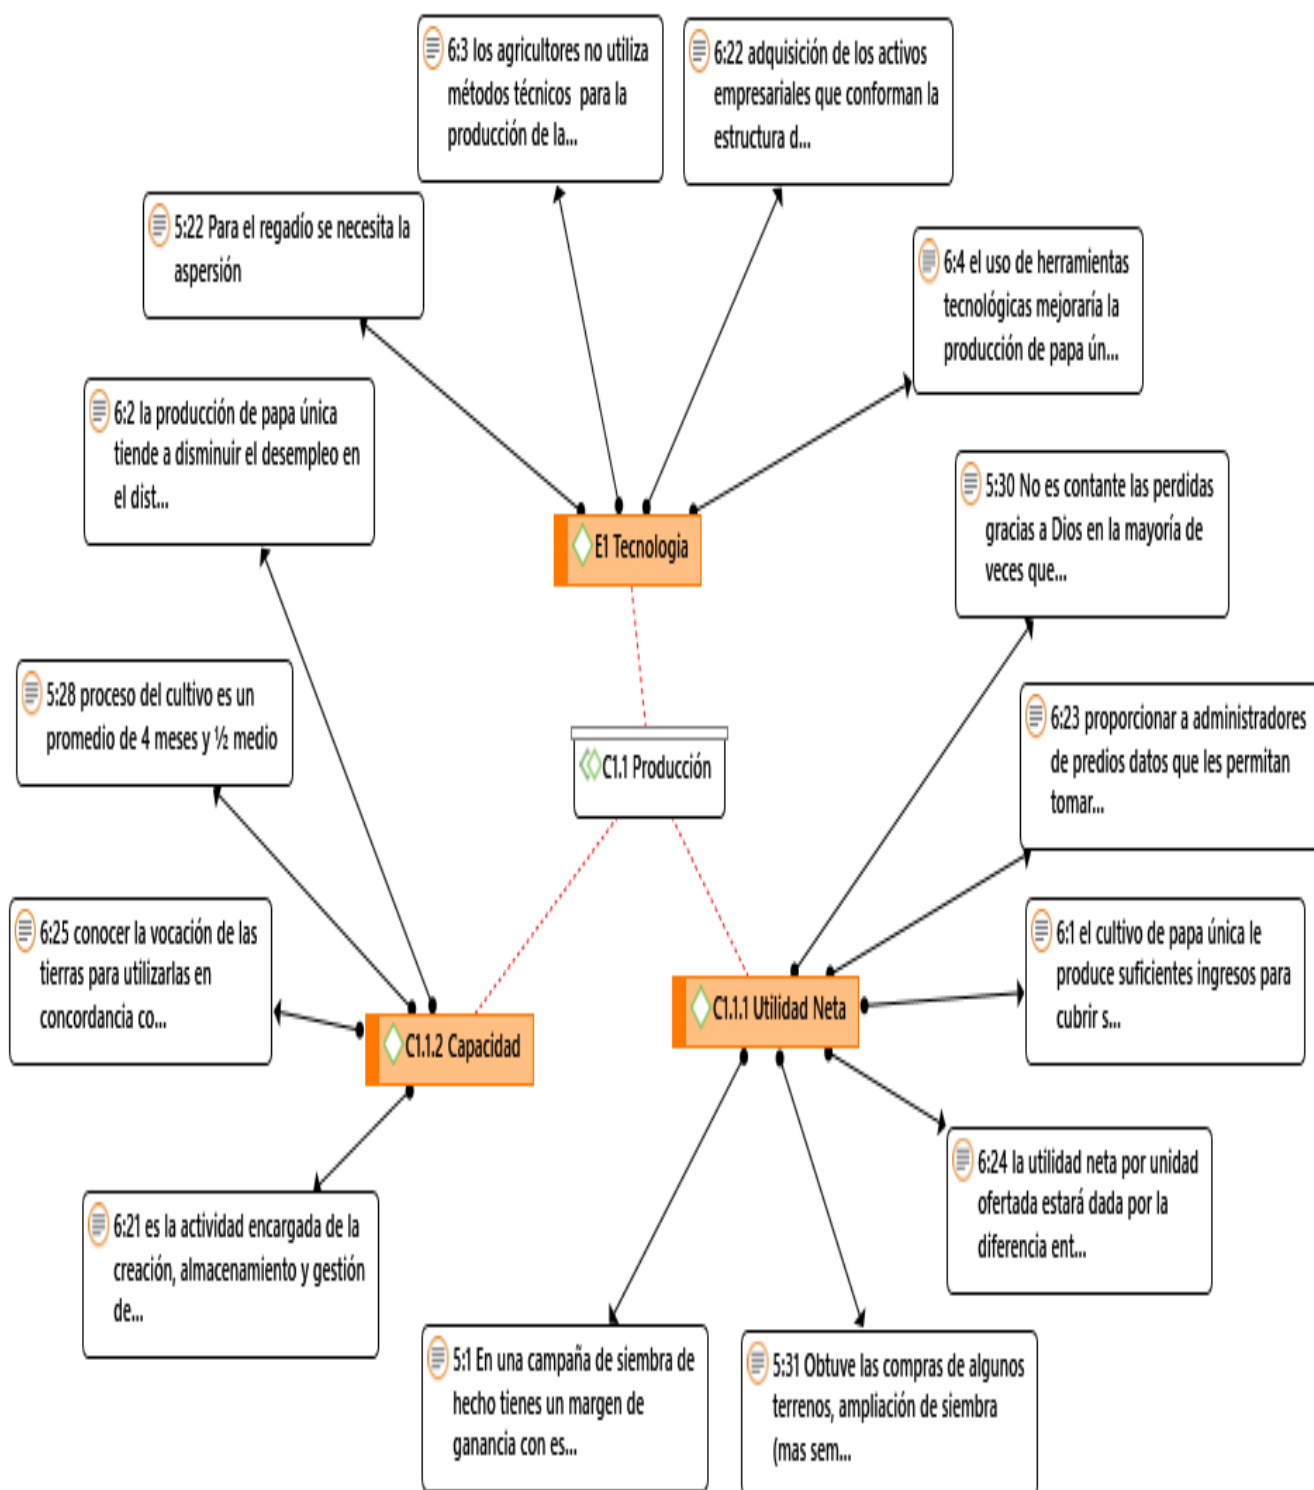 6:3 los agricultores no utiliza
métodos técnicos para la
producción de la...
6:22 adquisición de los activos
empresariales que conforman la
estructura d...
5:22 Para el regadío se necesita la
aspersión
6:4 el uso de herramientas
tecnológicas mejoraría la
producción de papa ún...
6:2 la producción de papa única
tiende a disminuir el desempleo en
el dist...
5:30 No es contante las perdidas
gracias a Dios en la mayoría de
veces que...
E1 Tecnologia
5:28 proceso del cultivo es un
promedio de 4 meses y ½ medio
6:23 proporcionar a administradores
de predios datos que les permitan
tomar...
C1.1 Producción
6:25 conocer la vocación de las
tierras para utilizarlas en
concordancia co...
6:1 el cultivo de papa única le
produce suficientes ingresos para
cubrir s...
C1.1.1 Utilidad Neta
C1.1.2 Capacidad
6:24 la utilidad neta por unidad
ofertada estará dada por la
diferencia ent...
6:21 es la actividad encargada de la
creación, almacenamiento y gestión
de...
5:1 En una campaña de siembra de
hecho tienes un margen de
ganancia con es...
5:31 Obtuve las compras de algunos
terrenos, ampliación de siembra
(mas sem...